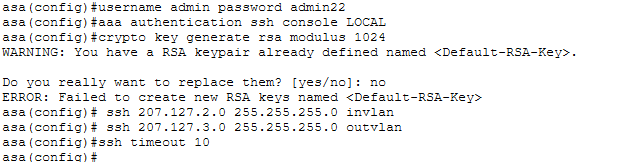 asa(config)#username admin password admin22
asa(config)#aaa authentication ssh console LOCAL
asa(config)#crypto key generate rsa modulus 1024
WARNING: You have a RSA keypair already defined named <Default-RSA-Key>.
Do you really want to replace them? [yes/no]: no
ERROR: Failed to create new RSA keys named <Default-RSA-Key>
asa(config)# ssh 207.127.2.0 255.255.255.0 invlan
asa(config)# ssh 207.127.3.0 255.255.255.0 outvlan
asa(config)#ssh timeout 10
asa(config)#